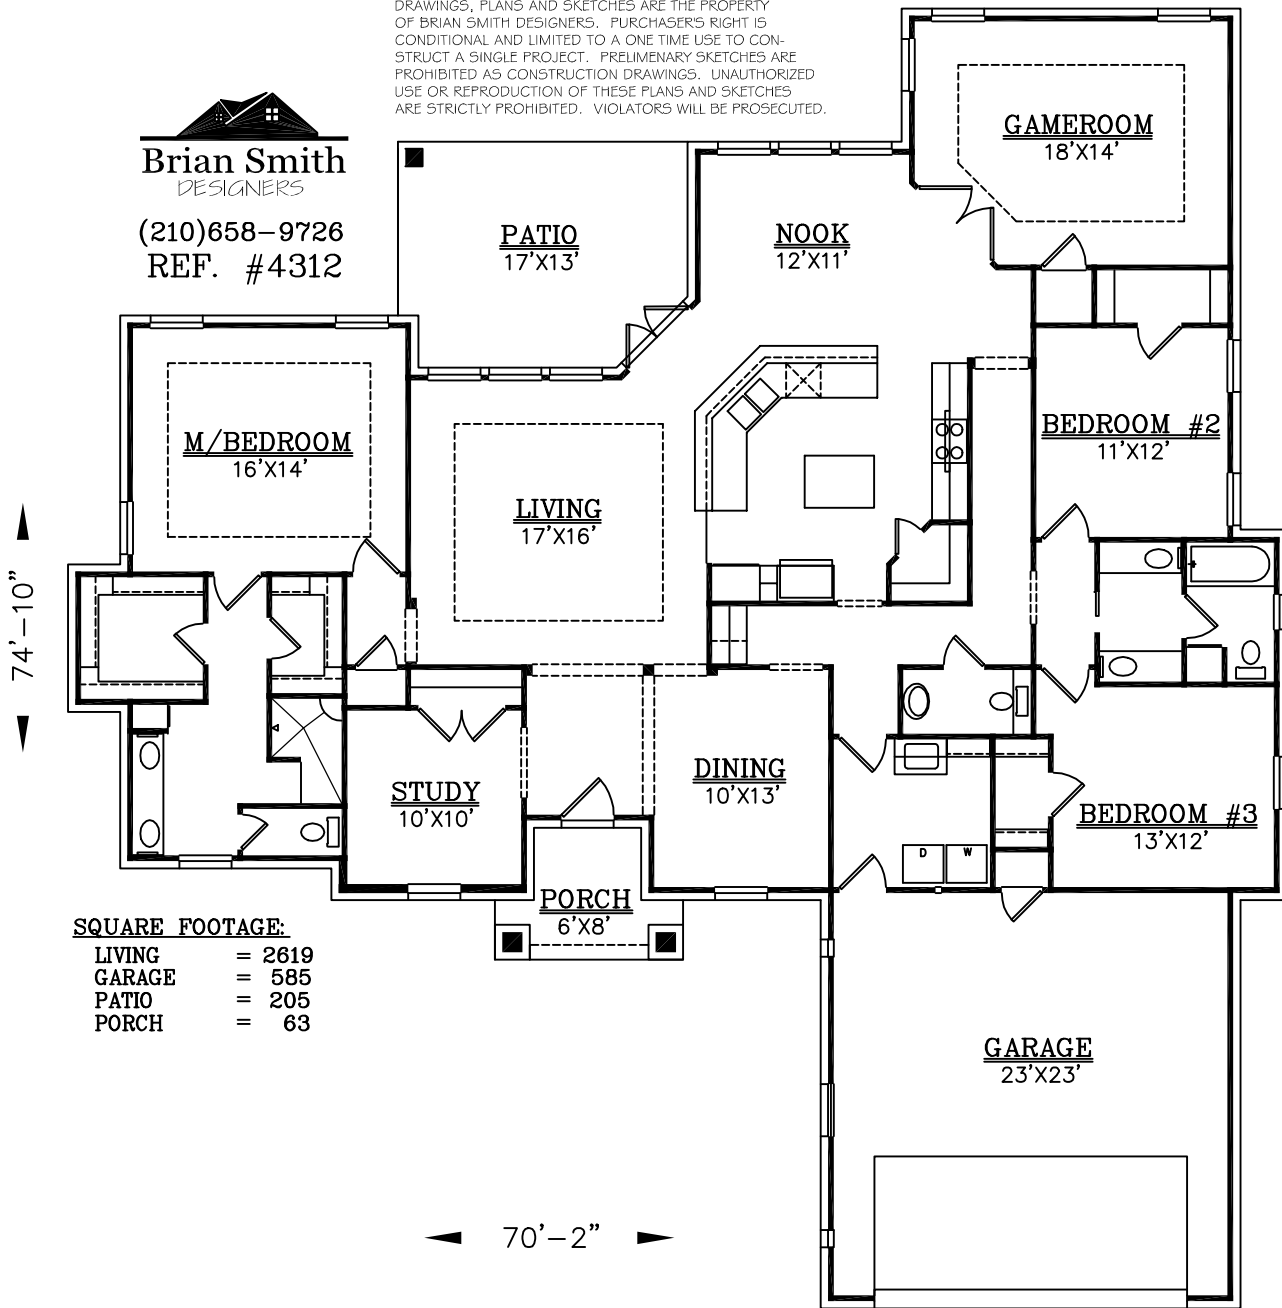 DRAWINGS, PLANS AND SKETCHES ARE THE PROPERTY
OF BRIAN SMITH DESIGNERS. PURCHASER'S RIGHT IS
CONDITIONAL AND LIMITED TO A ONE TIME USE TO CON-
STRUCT A SINGLE PROJECT. PRELIMENARY SKETCHES ARE
PROHIBITED AS CONSTRUCTION DRAWINGS. UNAUTHORIZED
USE OR REPRODUCTION OF THESE PLANS AND SKETCHES
ARE STRICTLY PROHIBITED. VIOLATORS WILL BE PROSECUTED.
Brian Smith
DESIGNERS
(210)658-9726
REF. #4312
GAMEROOM
18'X14'
PATIO
17'X13'
NOOK
12'X11'
M/BEDROOM
16'X14'
LIVING
17'X16'
BEDROOM #2
11'X12'
74'-10"
STUDY
10'X10'
DINING
10'X13'
BEDROOM #3
13'X12'
D
W
PORCH
6'X8'
SQUARE FOOTAGE:
LIVING = 2619
GARAGE = 585
PATIO = 205
PORCH = 63
GARAGE
23'X23'
70'-2"